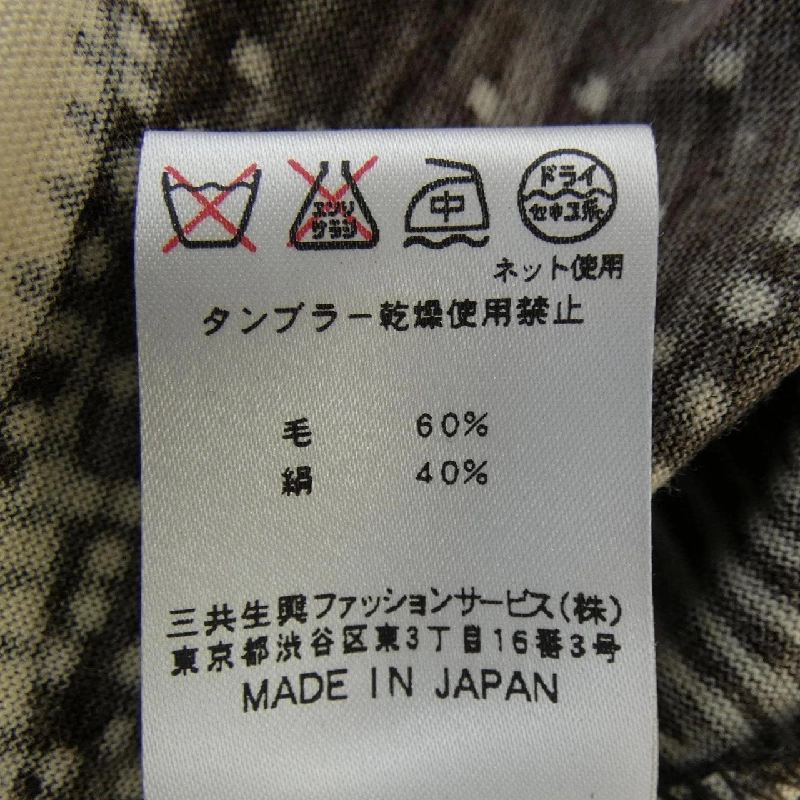 エンソ
サラシ
中
ドライ
セキユ系
ネット使用
タンブラー乾燥使用禁止
毛 60%
絹 40%
三共生興ファッションサービス(株)
東京都渋谷区東3丁目16番3号
MADE IN JAPAN